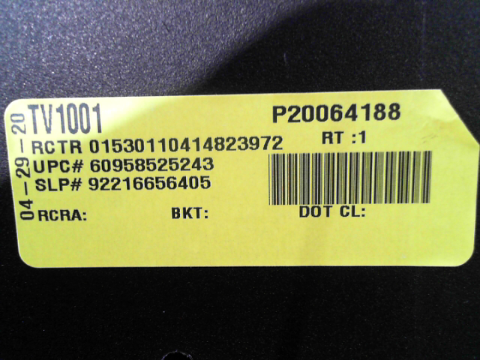 04-29-20
TV1001
P20064188
RCTR 01530110414823972
RT :1
UPC# 60958525243
SLP# 92216656405
RCRA: BKT: DOT CL: